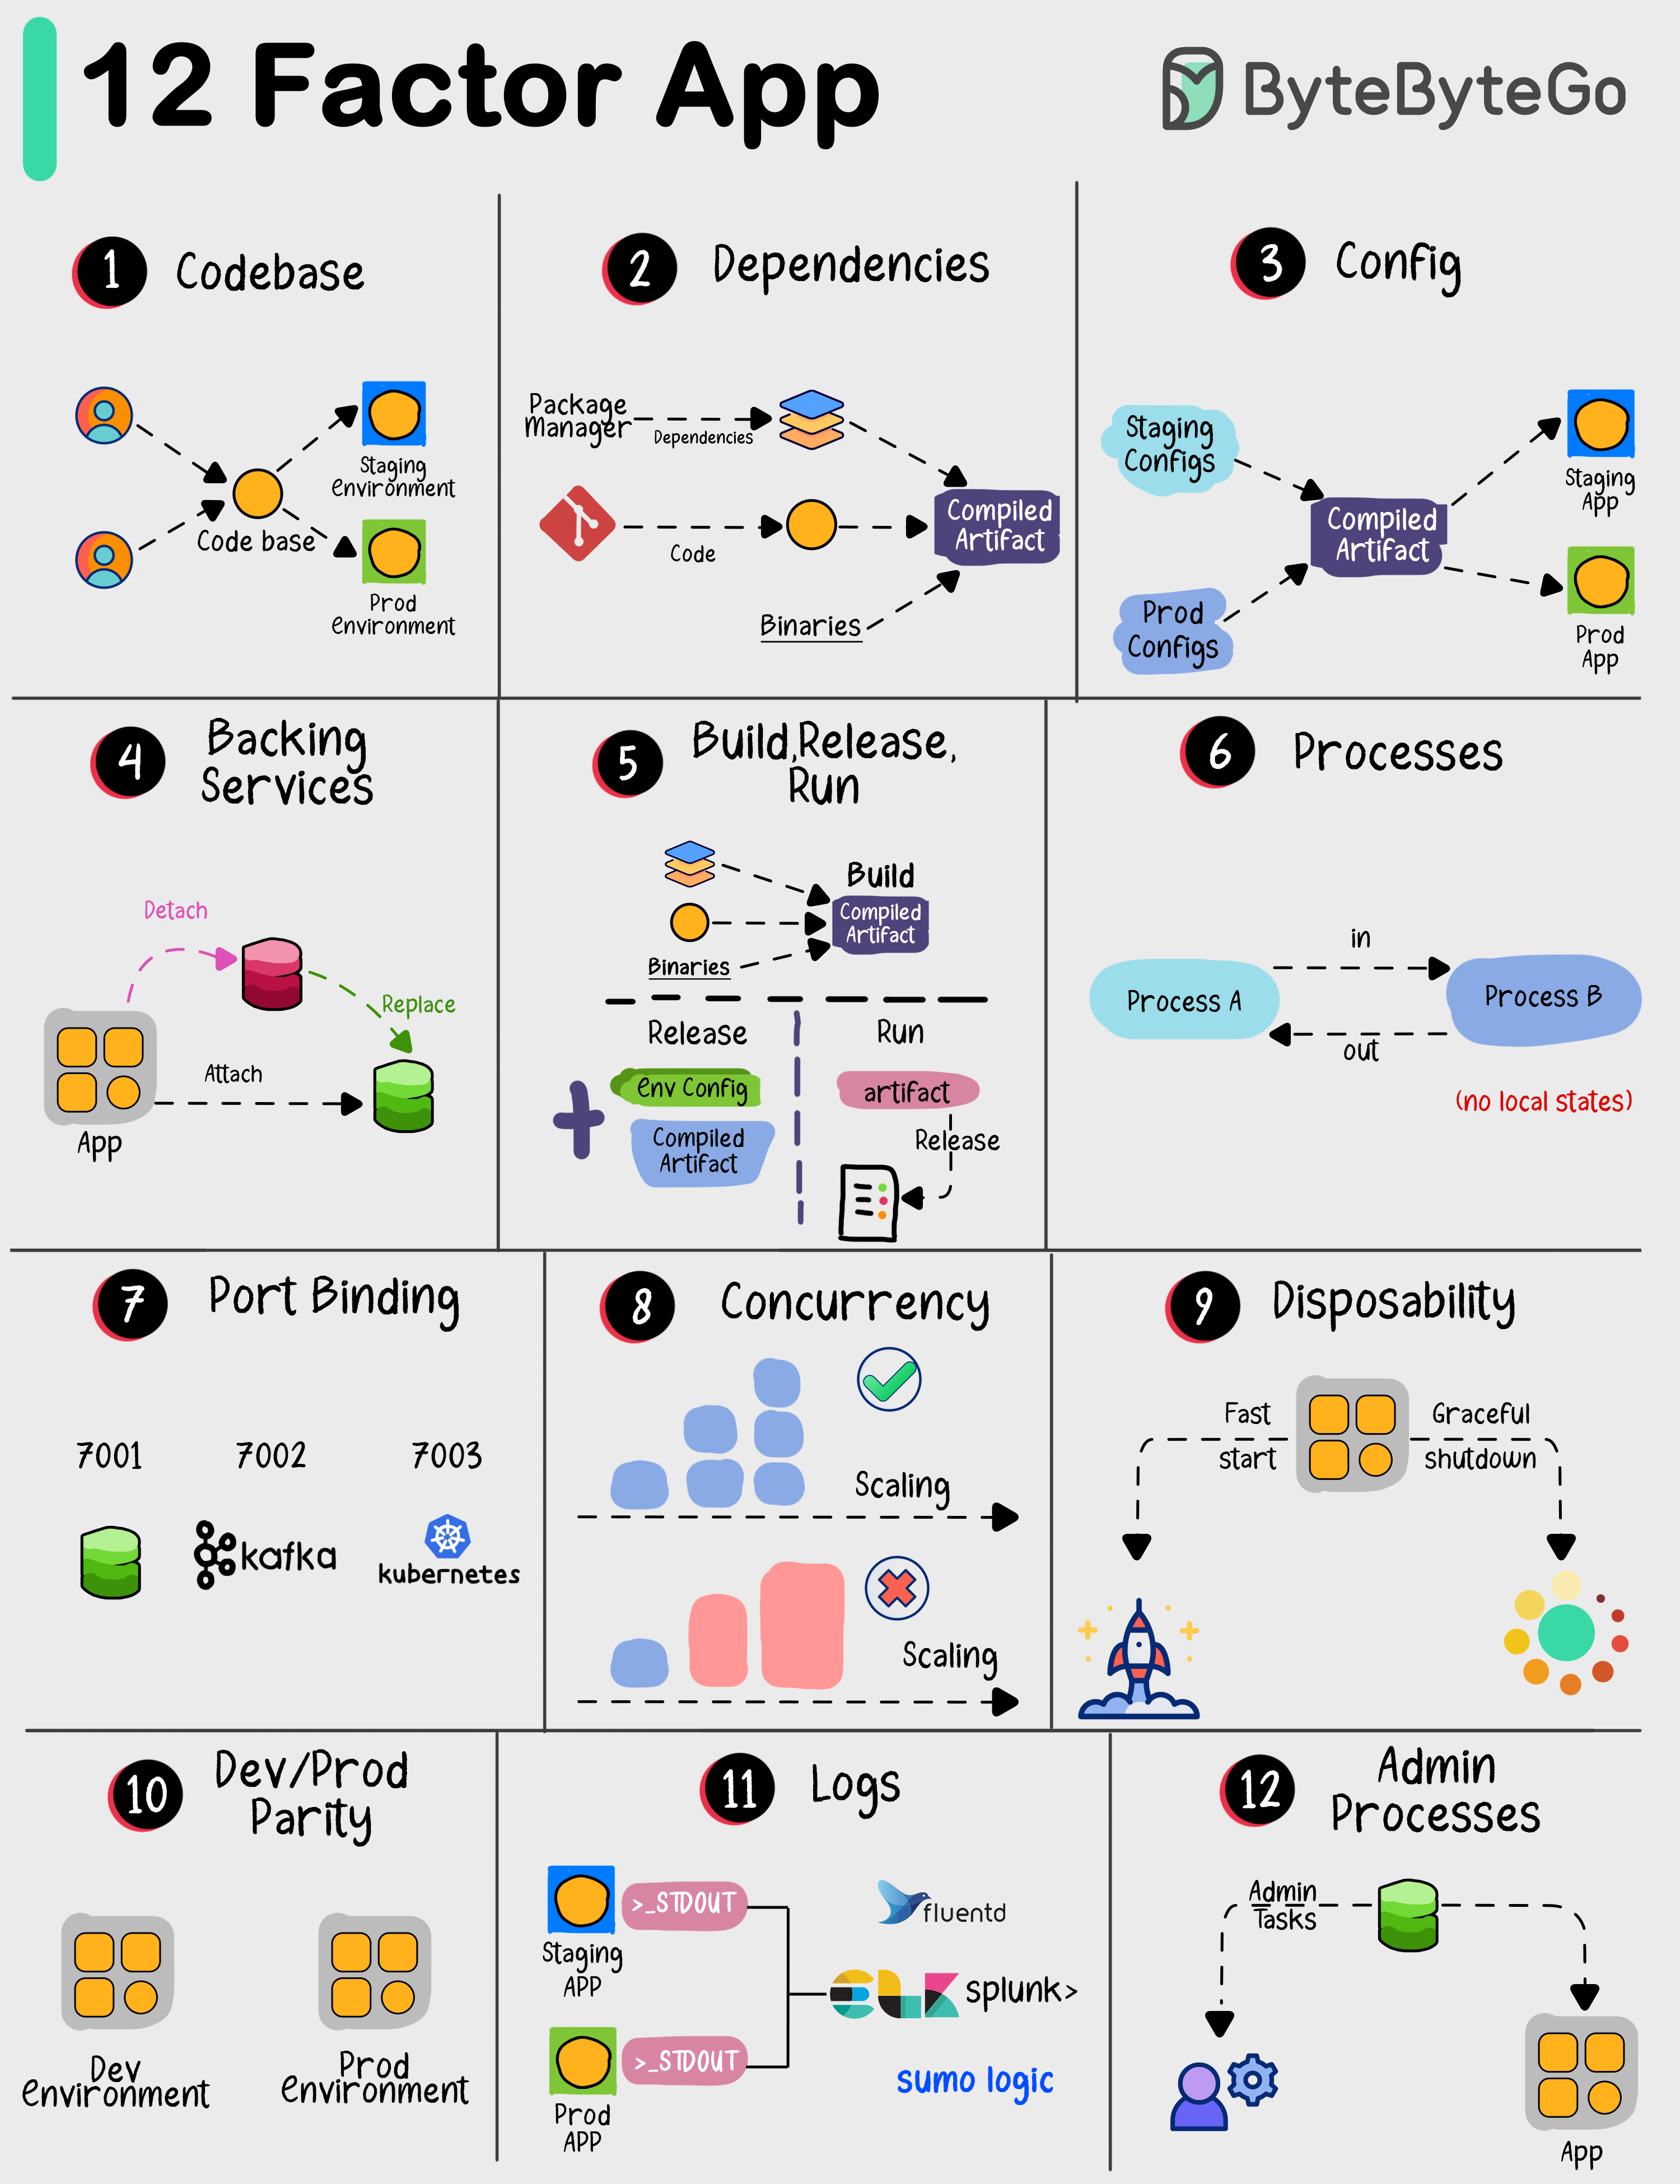 12 Factor App
ByteByteGo
1
Codebase
Code base
Staging
Environment
Prod
Environment
2
Dependencies
Package
Manager
Dependencies
Code
Binaries
Compiled
Artifact
3
Config
Staging
Configs
Prod
Configs
Compiled
Artifact
Staging
App
Prod
App
4
Backing
Services
Detach
Replace
Attach
App
5
Build,Release,
Run
Build
Compiled
Artifact
Binaries
Release
env Config
Compiled
Artifact
Run
artifact
Release
6
Processes
in
Process A
Process B
out
(no local states)
7
Port Binding
7001
7002
7003
kafka
kubernetes
8
Concurrency
Scaling
Scaling
9
Disposability
Fast
start
Graceful
shutdown
10
Dev/Prod
Parity
Dev
Environment
Prod
Environment
11
Logs
>_STDOUT
Staging
APP
>_STDOUT
Prod
APP
fluentd
ELK
splunk>
sumo logic
12
Admin
Processes
Admin
Tasks
App